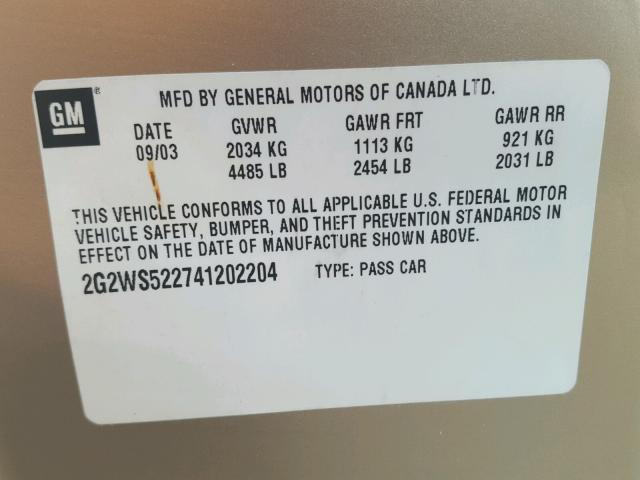 GM ®
MFD BY GENERAL MOTORS OF CANADA LTD.
DATE GVWR GAWR FRT GAWR RR
09/03 2034 KG 1113 KG 921 KG
4485 LB 2454 LB 2031 LB
THIS VEHICLE CONFORMS TO ALL APPLICABLE U.S. FEDERAL MOTOR
VEHICLE SAFETY, BUMPER, AND THEFT PREVENTION STANDARDS IN
EFFECT ON THE DATE OF MANUFACTURE SHOWN ABOVE.
2G2WS522741202204 TYPE: PASS CAR